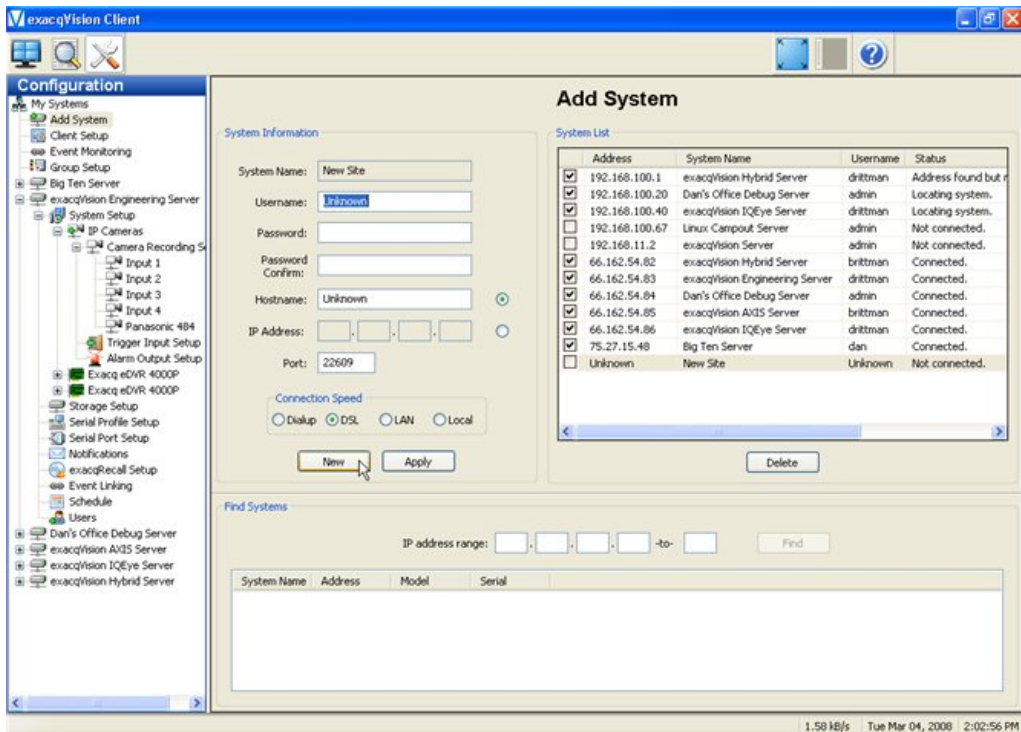 exacqVision Client
Configuration
My Systems
Add System
Client Setup
Event Monitoring
Group Setup
Big Ten Server
exacqVision Engineering Server
System Setup
IP Cameras
Camera Recording S
Input 1
Input 2
Input 3
Input 4
Panasonic 484
Trigger Input Setup
Alarm Output Setup
Exacq eDVR 4000P
Exacq eDVR 4000P
Storage Setup
Serial Profile Setup
Serial Port Setup
Notifications
exacqRecall Setup
Event Linking
Schedule
Users
Dan's Office Debug Server
exacqVision AXIS Server
exacqVision IQEye Server
exacqVision Hybrid Server
Add System
System Information
System Name: New Site
Username: Unknown
Password:
Password Confirm:
Hostname: Unknown
IP Address: . . .
Port: 22609
Connection Speed
Dialup DSL LAN Local
New Apply
System List
Address System Name Username Status
192.168.100.1 exacqVision Hybrid Server drittman Address found but r
192.168.100.20 Dan's Office Debug Server admin Locating system.
192.168.100.40 exacqVision IQEye Server drittman Locating system.
192.168.100.67 Linux Campout Server admin Not connected.
192.168.11.2 exacqVision Server admin Not connected.
66.162.54.82 exacqVision Hybrid Server brittman Connected.
66.162.54.83 exacqVision Engineering Server drittman Connected.
66.162.54.84 Dan's Office Debug Server admin Connected.
66.162.54.85 exacqVision AXIS Server brittman Connected.
66.162.54.86 exacqVision IQEye Server drittman Connected.
75.27.15.48 Big Ten Server dan Connected.
Unknown New Site Unknown Not connected.
Delete
Find Systems
IP address range: . . . -to- Find
System Name Address Model Serial
1.58 kB/s Tue Mar 04, 2008 2:02:56 PM